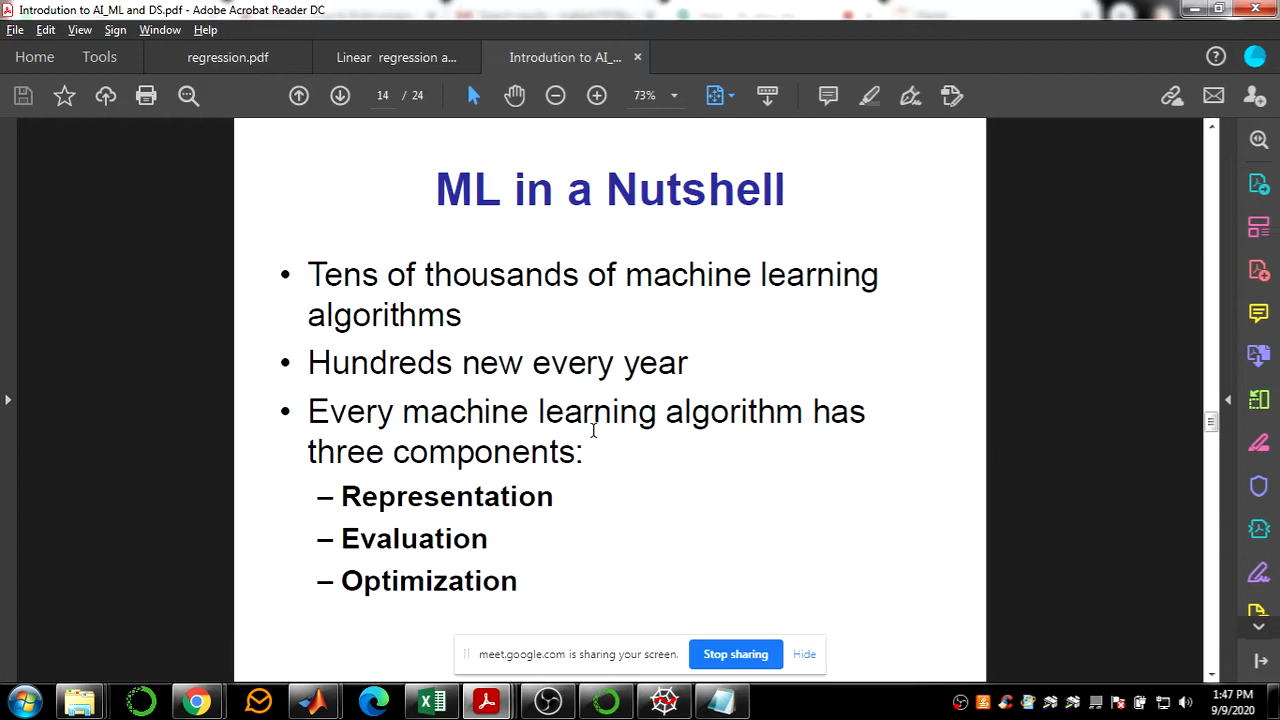 Introdution to AI_ML and DS.pdf - Adobe Acrobat Reader DC
File Edit View Sign Window Help
Home Tools regression.pdf Linear regression a... Introdution to AI_...
14 / 24 73%
ML in a Nutshell
• Tens of thousands of machine learning
algorithms
• Hundreds new every year
• Every machine learning algorithm has
three components:
– Representation
– Evaluation
– Optimization
meet.google.com is sharing your screen. Stop sharing Hide
1:47 PM
9/9/2020